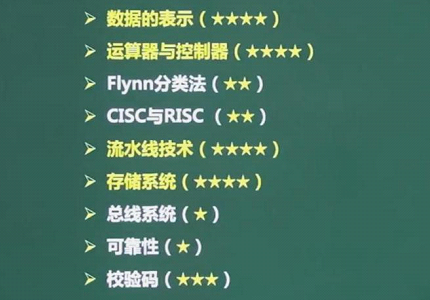 数据的表示（★★★★）
运算器与控制器（★★★★）
Flynn分类法（★★）
CISC与RISC （★★）
流水线技术（★★★★）
存储系统（★★★★）
总线系统（★）
可靠性（★）
校验码（★★★）